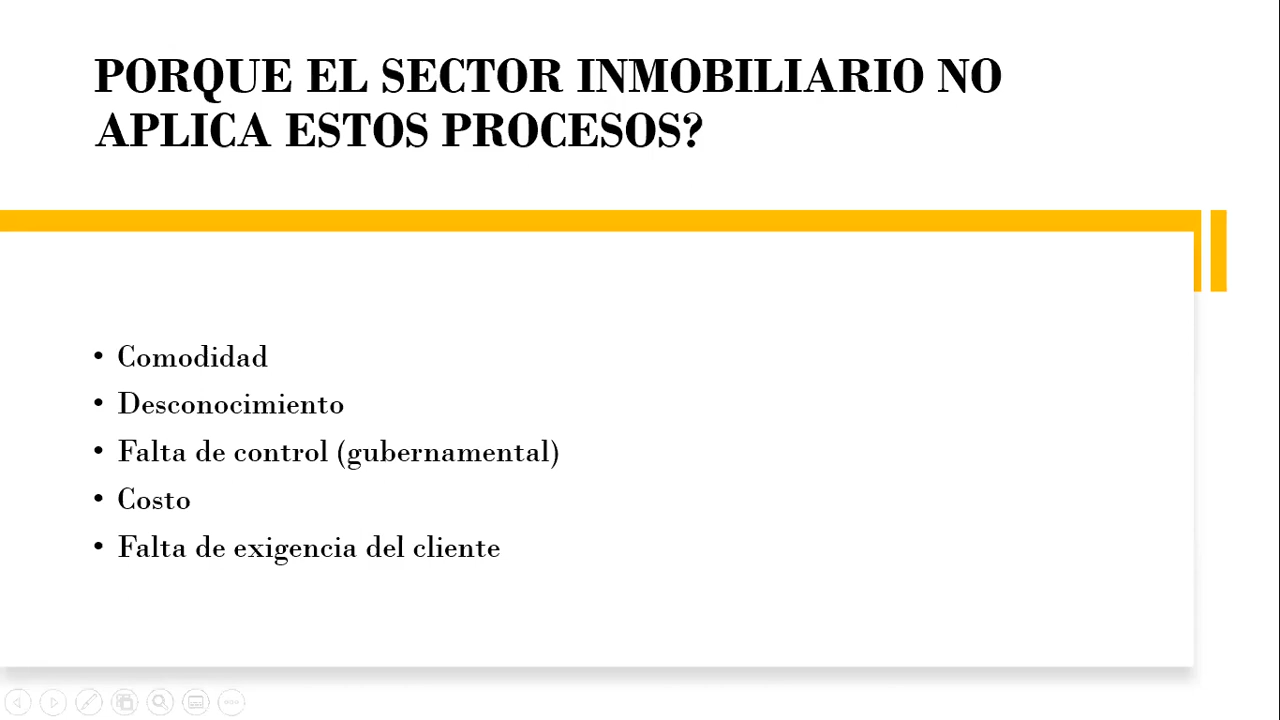 PORQUE EL SECTOR INMOBILIARIO NO
APLICA ESTOS PROCESOS?
• Comodidad
• Desconocimiento
• Falta de control (gubernamental)
• Costo
• Falta de exigencia del cliente